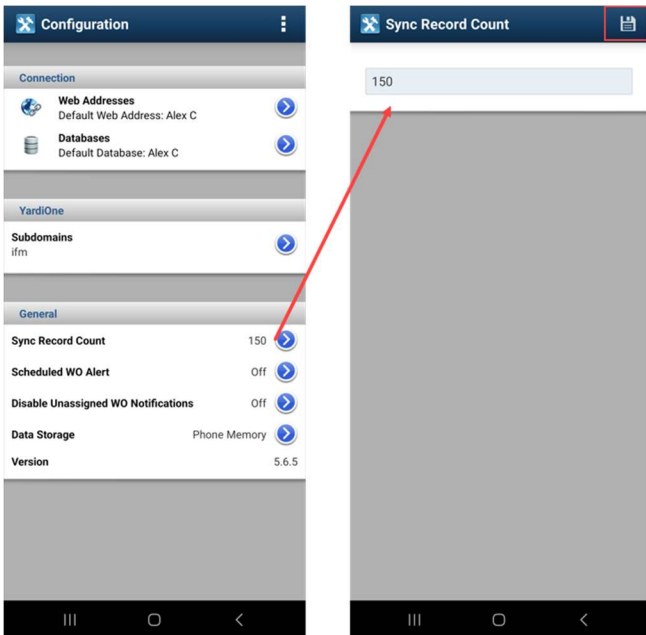 Configuration
Connection
Web Addresses
Default Web Address: Alex C
Databases
Default Database: Alex C
YardiOne
Subdomains
ifm
General
Sync Record Count 150
Scheduled WO Alert Off
Disable Unassigned WO Notifications Off
Data Storage Phone Memory
Version 5.6.5
Sync Record Count
150